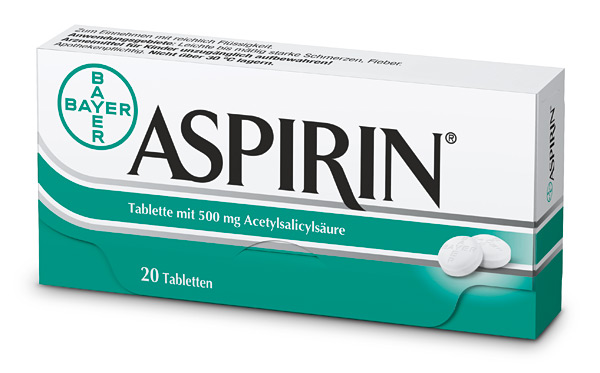 Zum Einnehmen mit reichlich Flüssigkeit.
Anwendungsgebiete: Leichte bis mäßig starke Schmerzen, Fieber.
Arzneimittel für Kinder unzugänglich aufbewahren!
Apothekenpflichtig. Nicht über 30 °C lagern.
BAYER
BAYER
ASPIRIN®
Tablette mit 500 mg Acetylsalicylsäure
20 Tabletten
ASPIRIN®